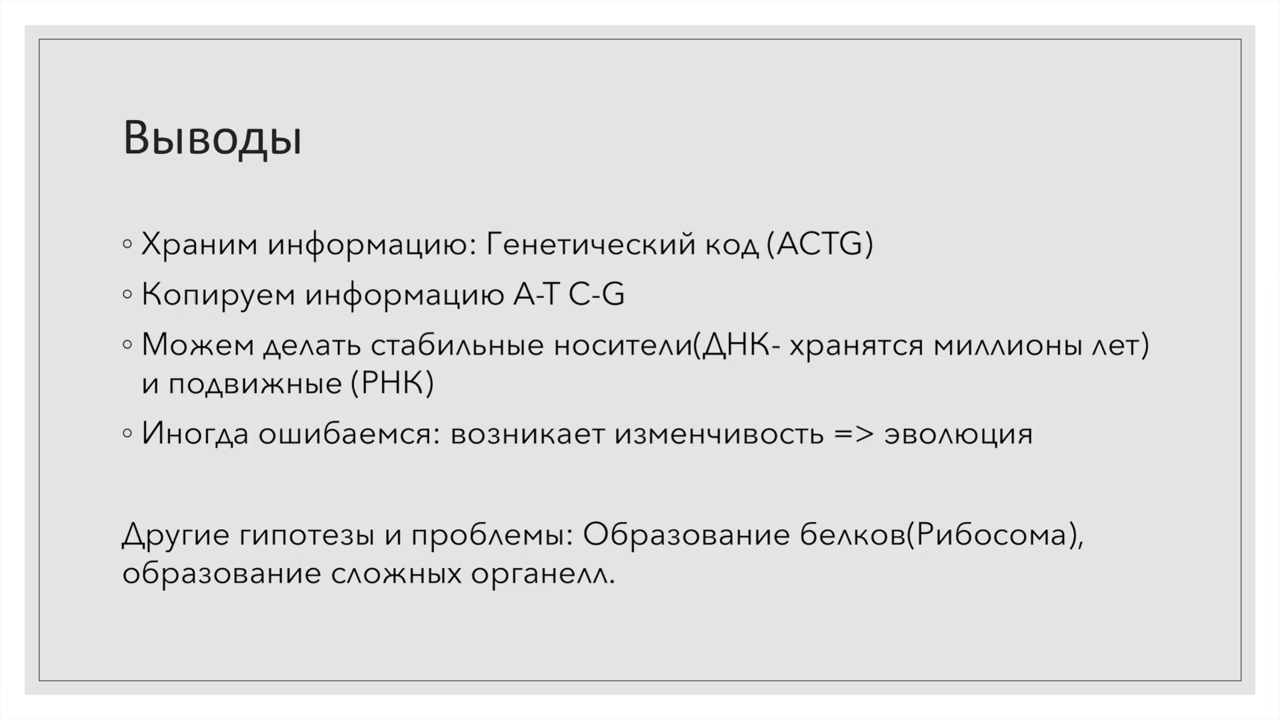 Выводы
◦ Храним информацию: Генетический код (ACTG)
◦ Копируем информацию A-T C-G
◦ Можем делать стабильные носители(ДНК- хранятся миллионы лет)
и подвижные (РНК)
◦ Иногда ошибаемся: возникает изменчивость => эволюция
Другие гипотезы и проблемы: Образование белков(Рибосома),
образование сложных органелл.